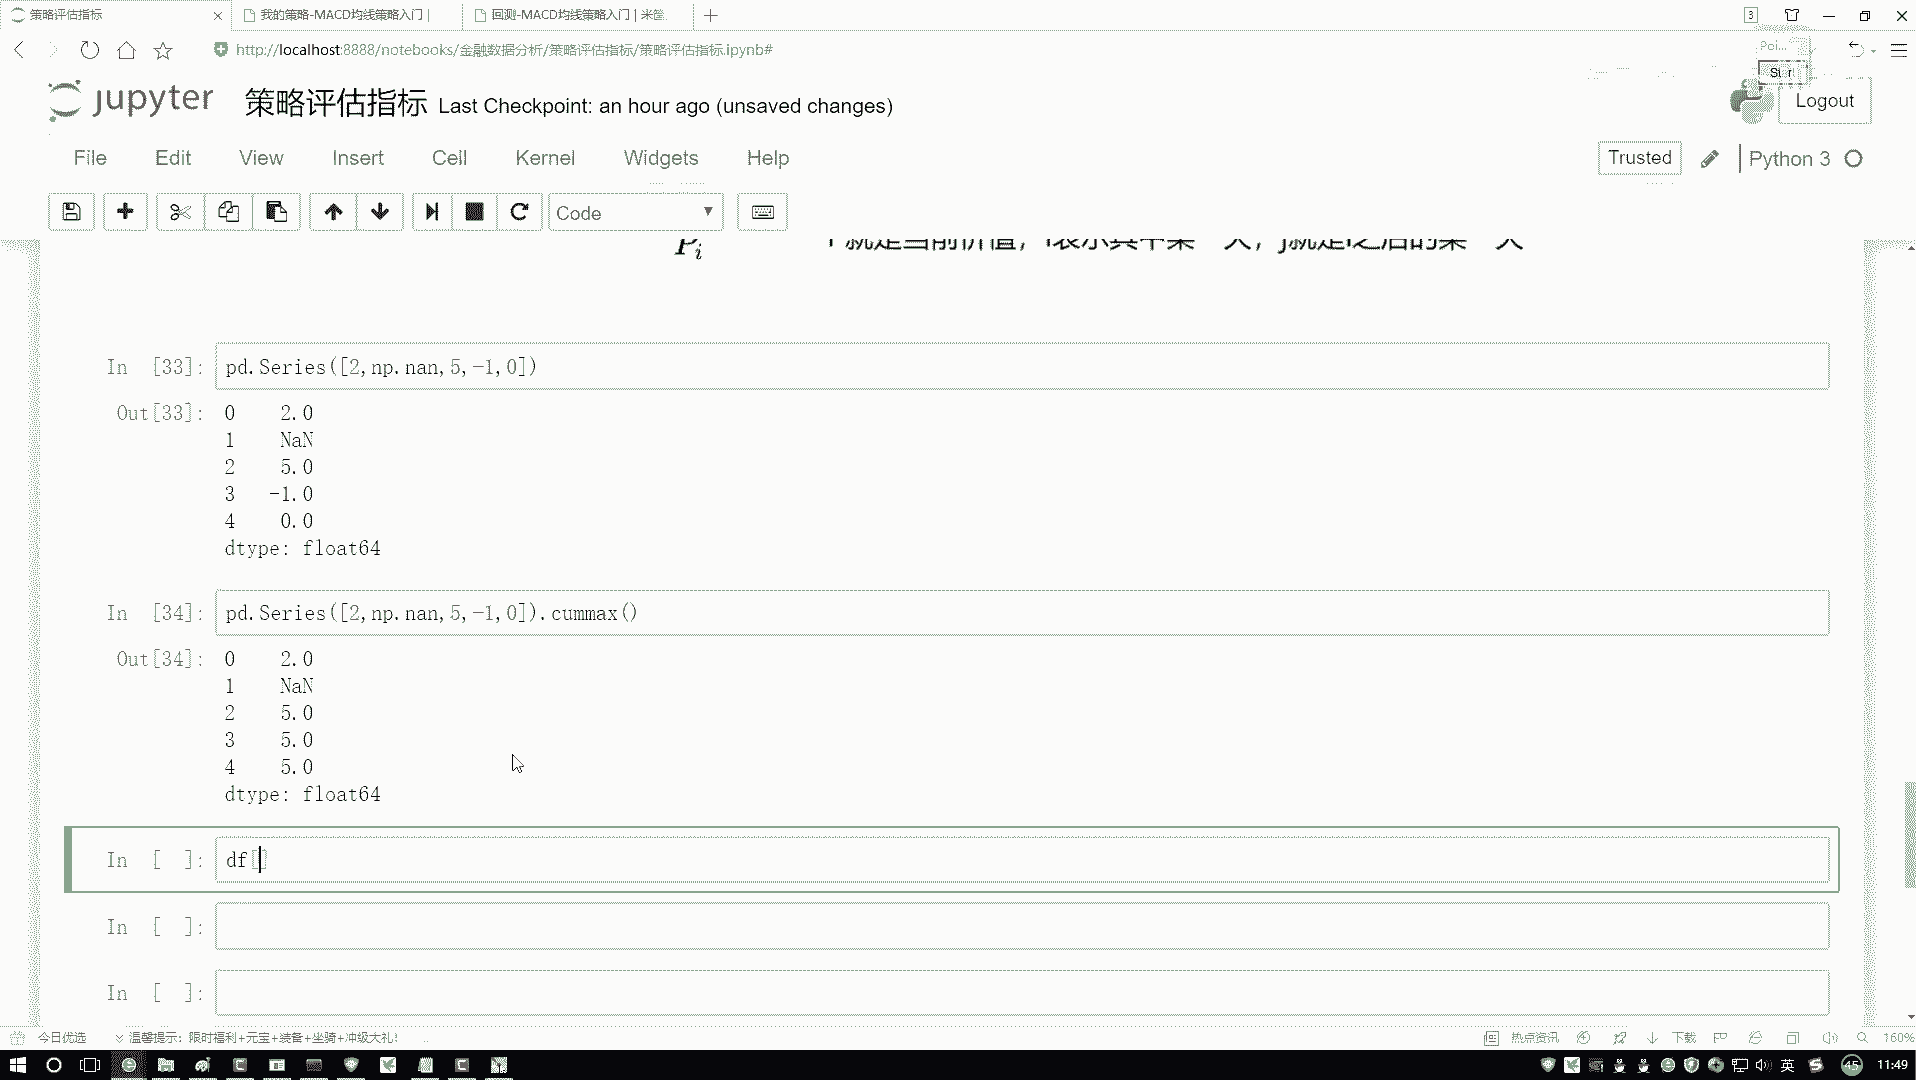 策略评估指标
我的策略-MACD均线策略入门 |
回测-MACD均线策略入门 | 米筐
3
http://localhost:8888/notebooks/金融数据分析/策略评估指标/策略评估指标.ipynb#
Poi...
Start
jupyter 策略评估指标 Last Checkpoint: an hour ago (unsaved changes)
Logout
File Edit View Insert Cell Kernel Widgets Help
Trusted Python 3
Code
Pi
In [33]: pd.Series([2,np.nan,5,-1,0])
Out[33]: 0 2.0
1 NaN
2 5.0
3 -1.0
4 0.0
dtype: float64
In [34]: pd.Series([2,np.nan,5,-1,0]).cummax()
Out[34]: 0 2.0
1 NaN
2 5.0
3 5.0
4 5.0
dtype: float64
In [ ]: df[]
In [ ]:
In [ ]:
今日优选
温馨提示：限时福利+元宝+装备+坐骑+冲级大礼！
热点资讯
下载
160%
英
45
11:49